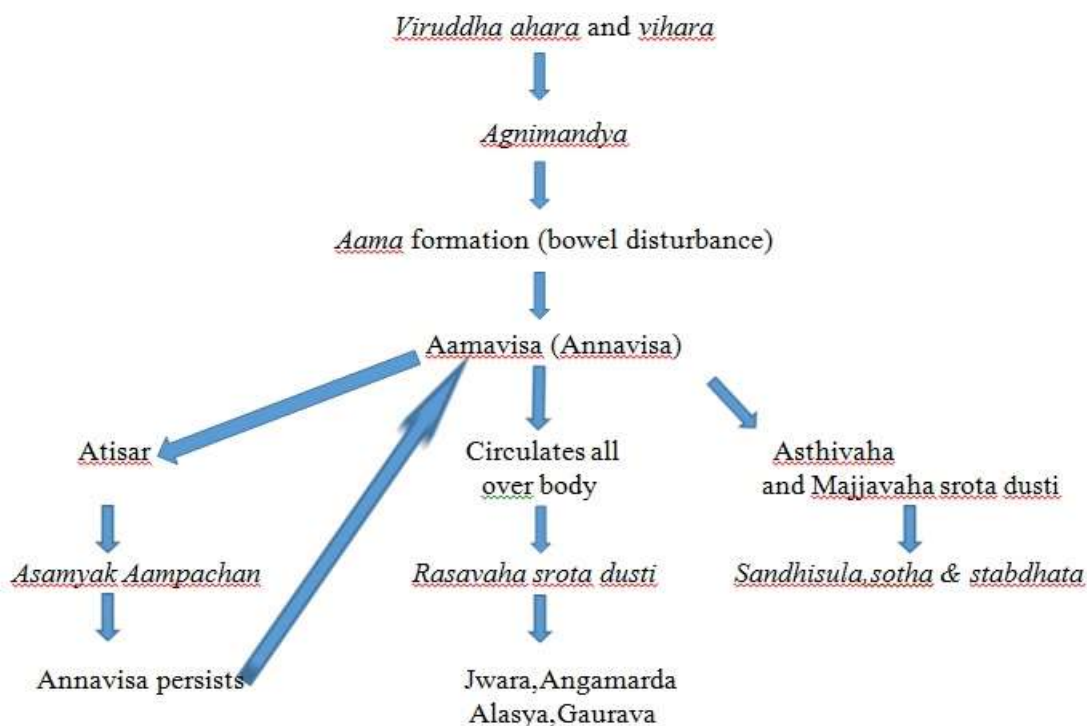 Viruddha ahara and vihara
Agnimandya
Aama formation (bowel disturbance)
Aamavisa (Annavisa)
Atisar
Asamyak Aampachan
Annavisa persists
Circulates all
over body
Rasavaha srota dusti
Jwara,Angamarda
Alasya,Gaurava
Asthivaha
and Majjavaha srota dusti
Sandhisula,sotha & stabdhata